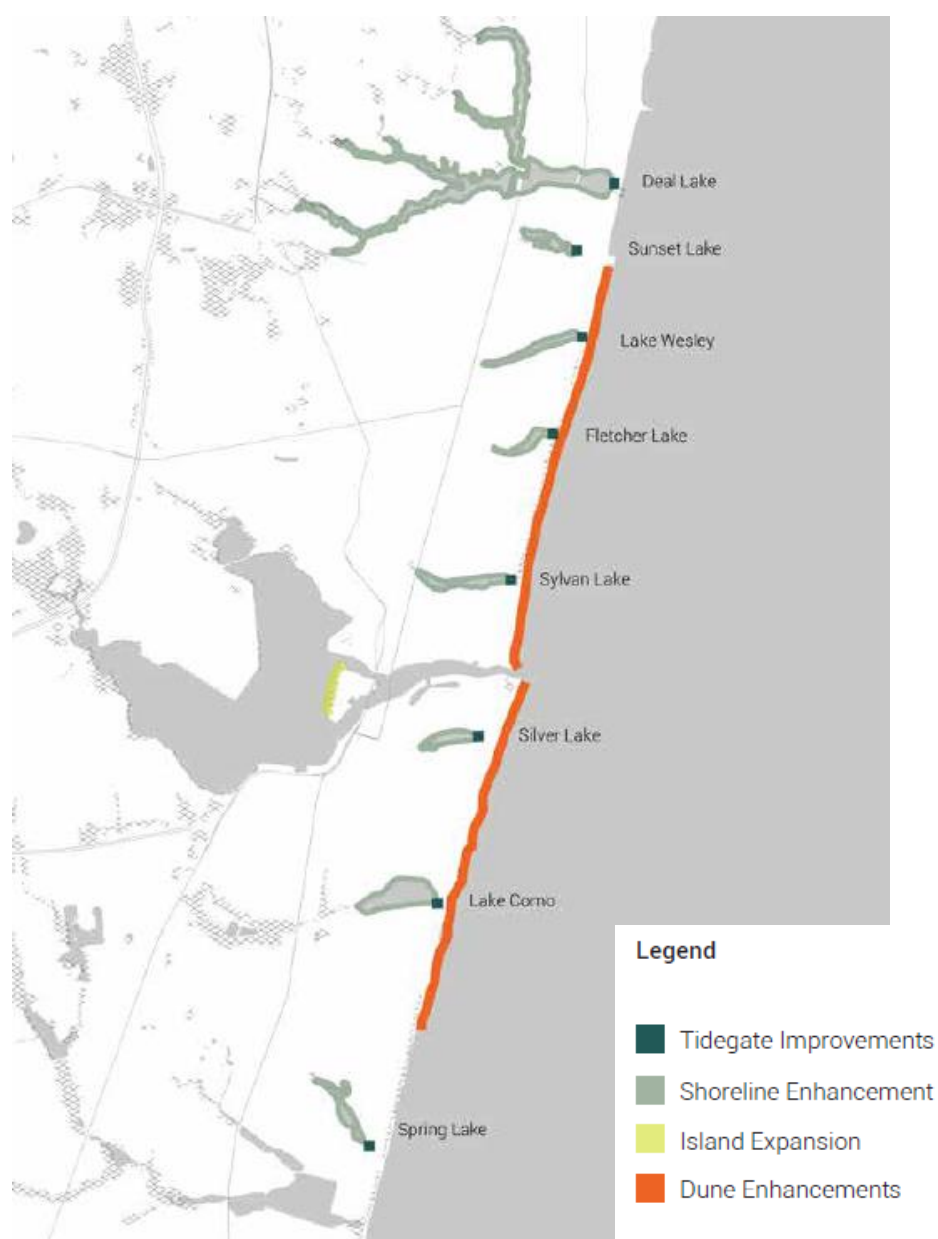 Deal Lake
Sunset Lake
Lake Wesley
Fletcher Lake
Sylvan Lake
Silver Lake
Lake Como
Spring Lake
Legend
Tidegate Improvements
Shoreline Enhancement
Island Expansion
Dune Enhancements